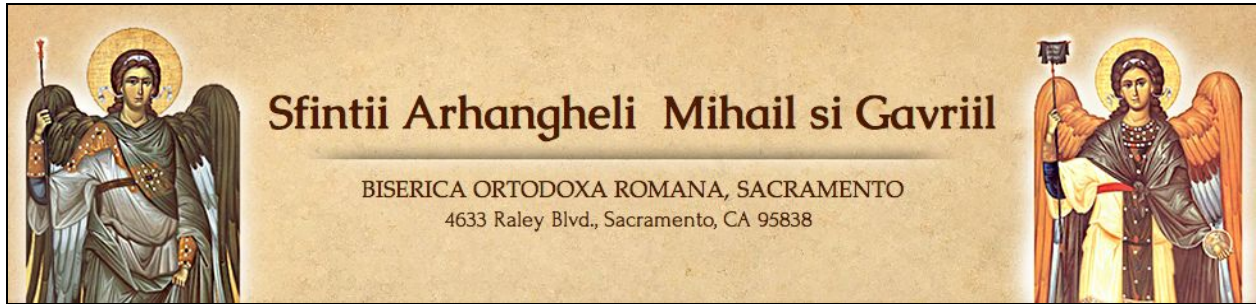 Sfintii Arhangheli Mihail si Gavriil
BISERICA ORTODOXA ROMANA, SACRAMENTO
4633 Raley Blvd., Sacramento, CA 95838